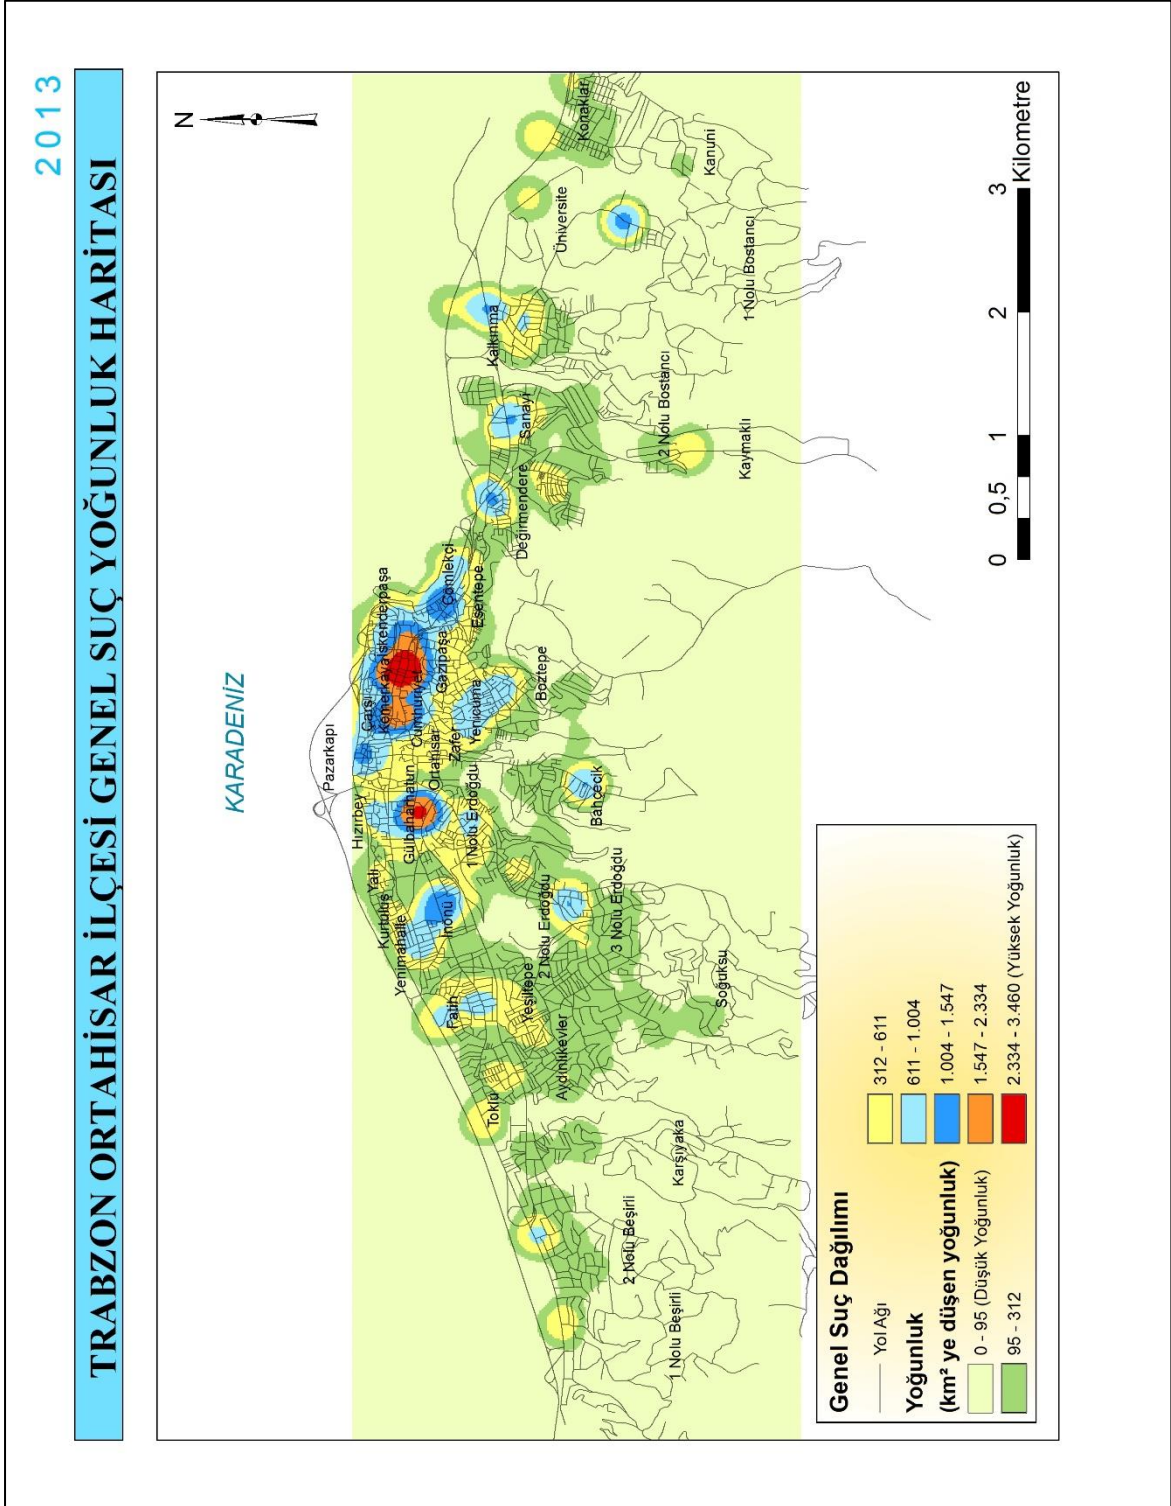 2013
TRABZON ORTAHİSAR İLÇESİ GENEL SUÇ YOĞUNLUK HARİTASI
N
KARADENİZ
Pazarkapı
Hızırbey
Çarşı
Kemerkaya
İskenderpaşa
Yalı
Kurtuluş
Yenimahalle
Gülbaharhatun
Cumhuriyet
Ortahisar
Gazipaşa
Çömlekçi
Zafer
Esentepe
Yenicuma
İnönü
1 Nolu Erdoğdu
Fatih
Kalkınma
Toklu
Yeşiltepe
2 Nolu Erdoğdu
Boztepe
Değirmendere
Sanayi
Üniversite
Konaklar
Aydınlıkevler
Bahçecik
3 Nolu Erdoğdu
2 Nolu Beşirli
Karşıyaka
1 Nolu Beşirli
Soğuksu
2 Nolu Bostancı
Kaymaklı
1 Nolu Bostancı
Kanuni
Genel Suç Dağılımı
Yol Ağı
Yoğunluk
(km² ye düşen yoğunluk)
0 - 95 (Düşük Yoğunluk)
95 - 312
312 - 611
611 - 1.004
1.004 - 1.547
1.547 - 2.334
2.334 - 3.460 (Yüksek Yoğunluk)
0 0,5 1 2 3
Kilometre